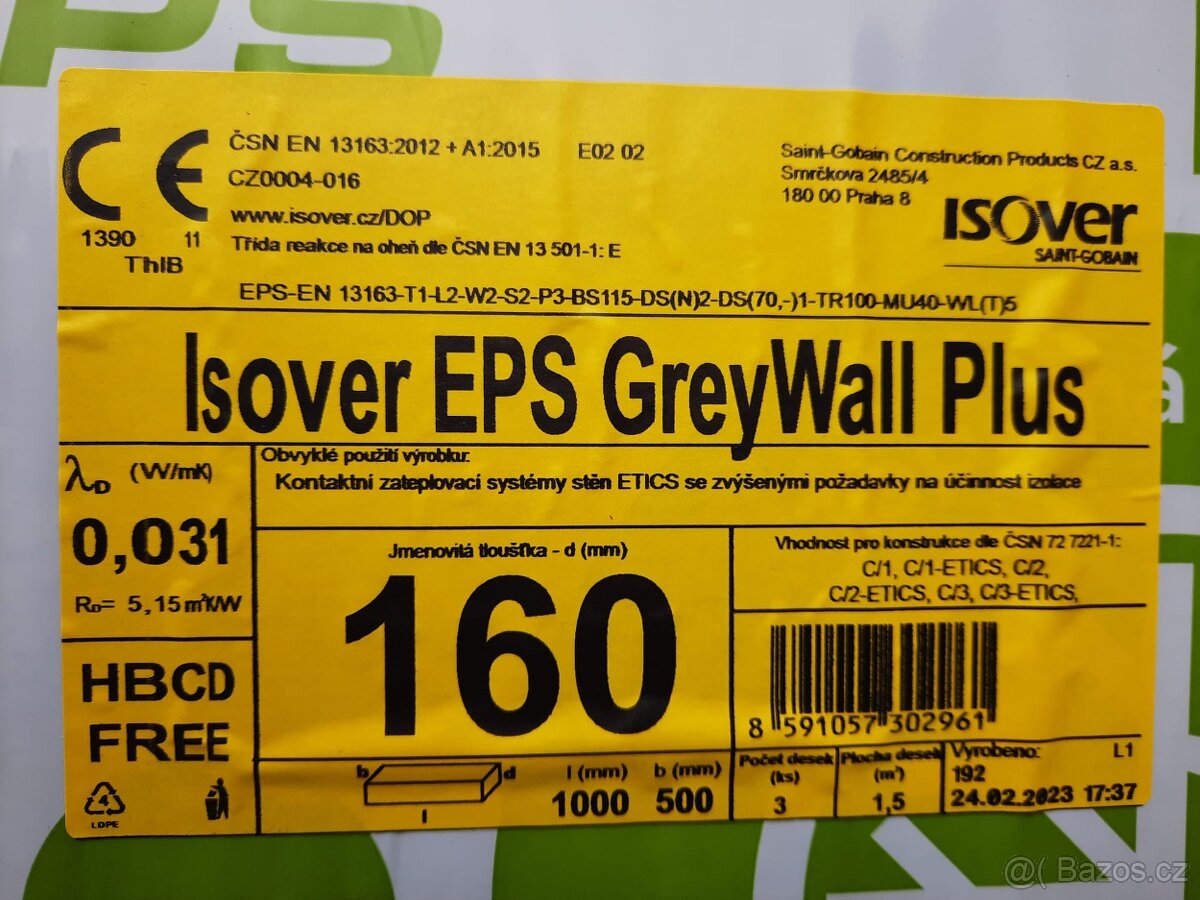 PS
ČSN EN 13163:2012 + A1:2015 E02 02
CZ0004-016
www.isover.cz/DOP
Třída reakce na oheň dle ČSN EN 13 501-1: E
CE
1390 11
ThIB
Saint-Gobain Construction Products CZ a.s.
Smrčkova 2485/4
180 00 Praha 8
isover
SAINT-GOBAIN
EPS-EN 13163-T1-L2-W2-S2-P3-BS115-DS(N)2-DS(70,-)1-TR100-MU40-WL(T)5
Isover EPS GreyWall Plus
λD (W/mK)
0,031
RD= 5,15 m²K/W
HBCD
FREE
4
LDPE
Obvyklé použití výrobku:
Kontaktní zateplovací systémy stěn ETICS se zvýšenými požadavky na účinnost izolace
Jmenovitá tloušťka - d (mm)
160
b d l
l (mm) b (mm)
1000 500
Vhodnost pro konstrukce dle ČSN 72 7221-1:
C/1, C/1-ETICS, C/2,
C/2-ETICS, C/3, C/3-ETICS,
8 591057 302961
Počet desek
(ks)
3
Plocha desek
(m²)
1,5
Vyrobeno: L1
192
24.02.2023 17:37
á
@( Bazos.cz